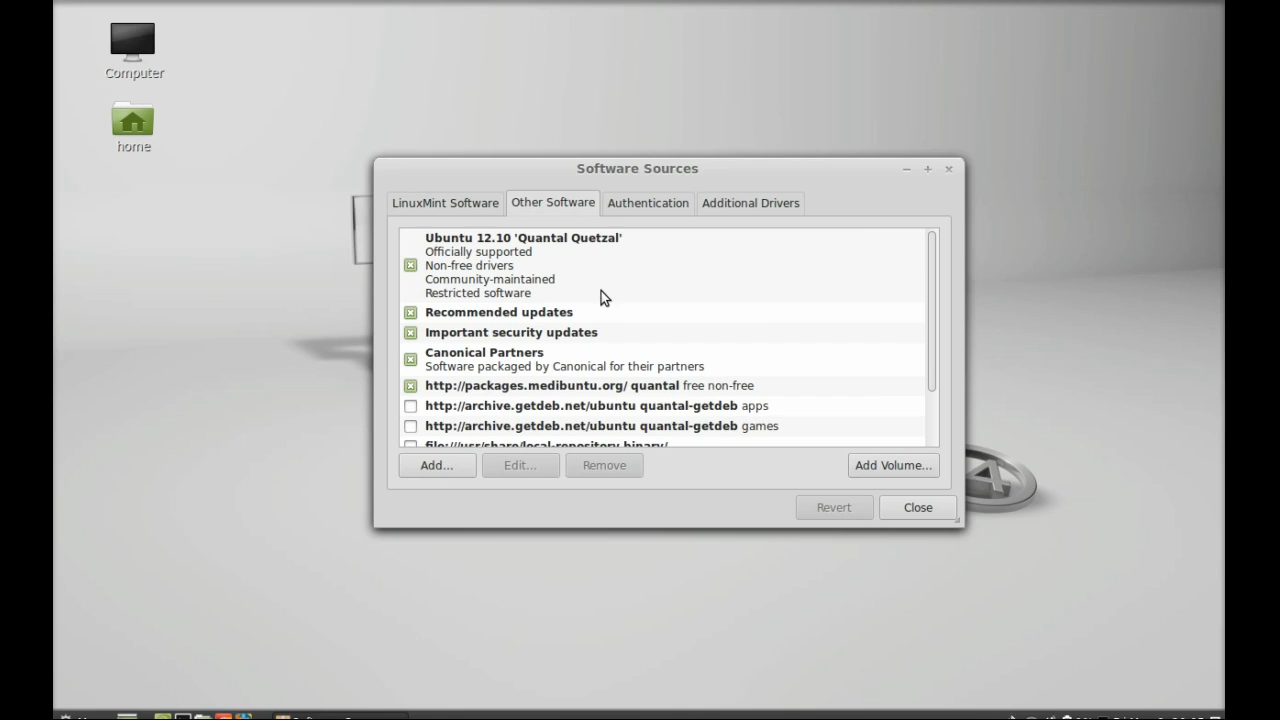 Computer
home
Software Sources
LinuxMint Software
Other Software
Authentication
Additional Drivers
Ubuntu 12.10 'Quantal Quetzal'
Officially supported
Non-free drivers
Community-maintained
Restricted software
Recommended updates
Important security updates
Canonical Partners
Software packaged by Canonical for their partners
http://packages.medibuntu.org/ quantal free non-free
http://archive.getdeb.net/ubuntu quantal-getdeb apps
http://archive.getdeb.net/ubuntu quantal-getdeb games
file:///usr/share/local-repository binary/
Add...
Edit...
Remove
Add Volume...
Revert
Close